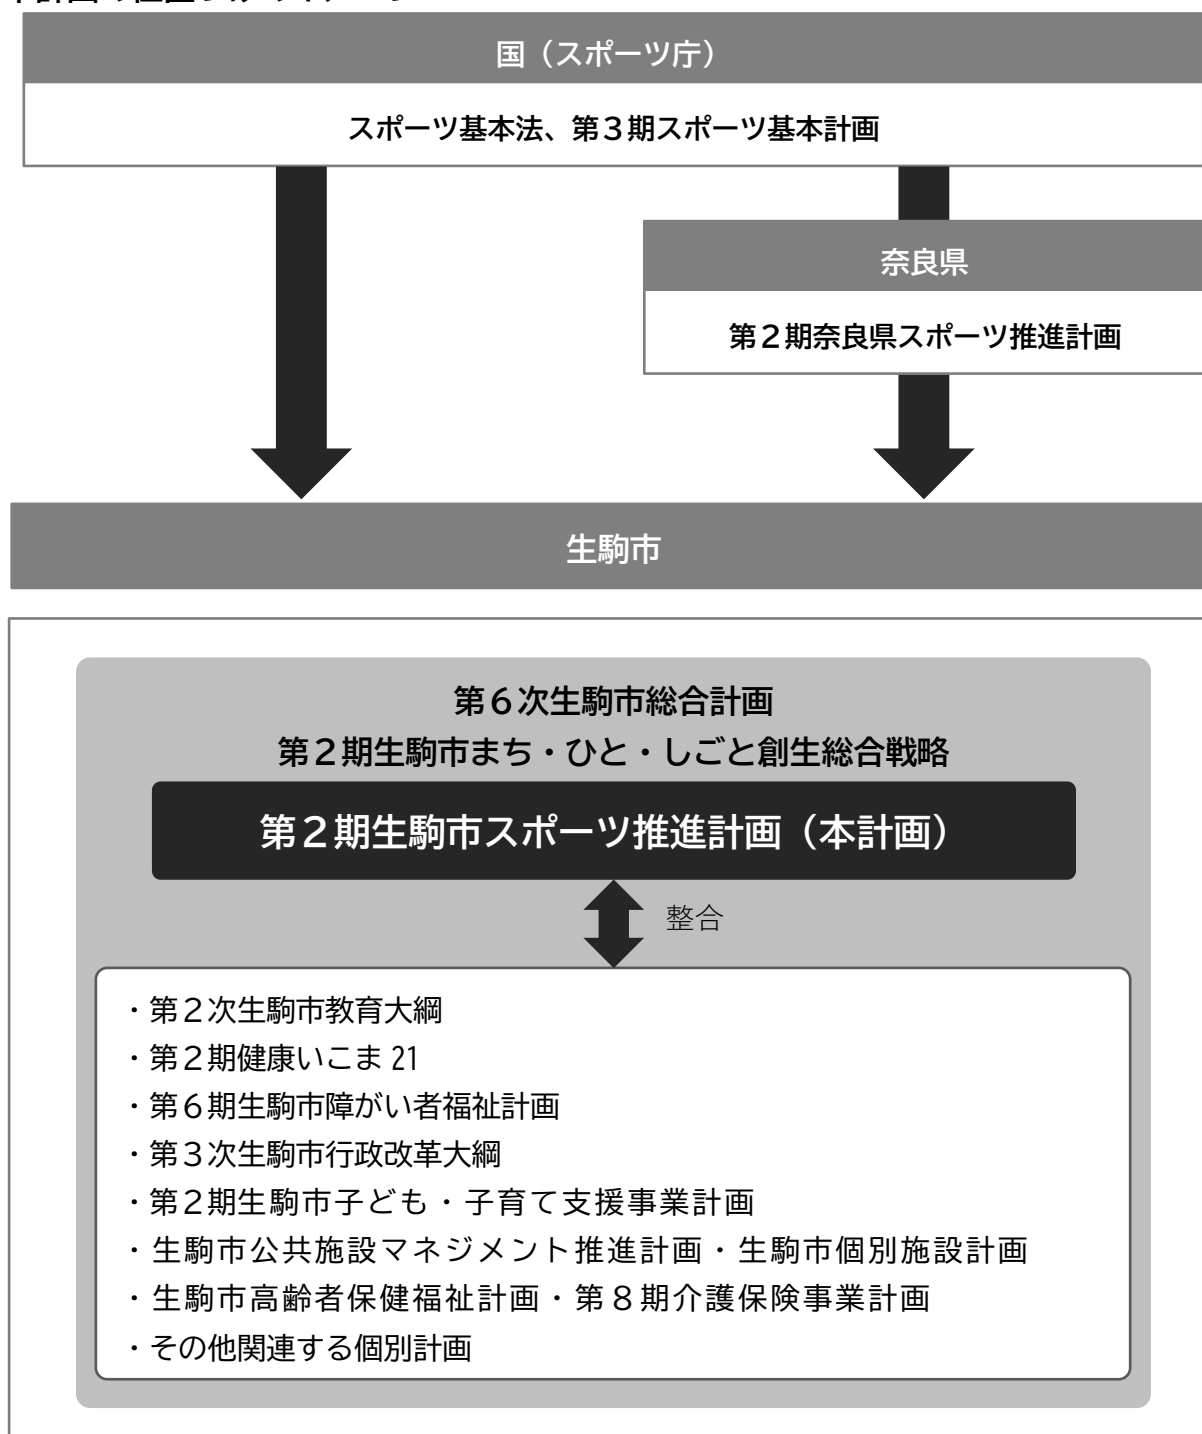 国（スポーツ庁）
スポーツ基本法、第３期スポーツ基本計画
奈良県
第２期奈良県スポーツ推進計画
生駒市
第６次生駒市総合計画
第２期生駒市まち・ひと・しごと創生総合戦略
第２期生駒市スポーツ推進計画（本計画）
整合
・第２次生駒市教育大綱
・第２期健康いこま 21
・第６期生駒市障がい者福祉計画
・第３次生駒市行政改革大綱
・第２期生駒市子ども・子育て支援事業計画
・生駒市公共施設マネジメント推進計画・生駒市個別施設計画
・生駒市高齢者保健福祉計画・第８期介護保険事業計画
・その他関連する個別計画